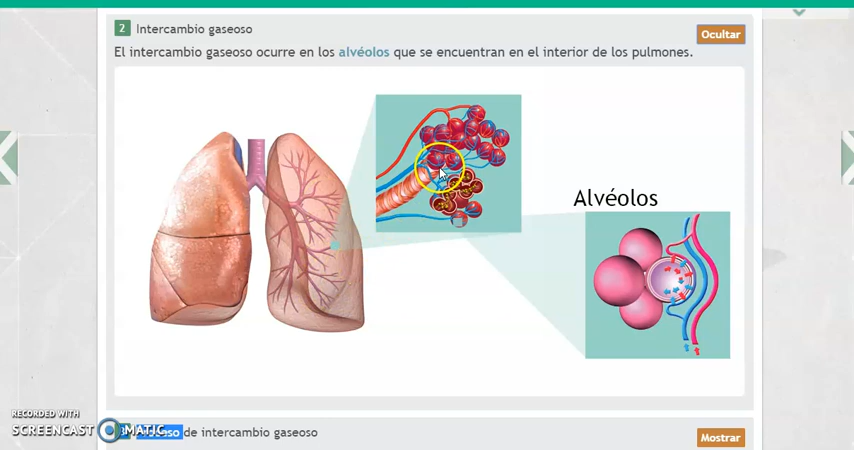 2 Intercambio gaseoso
Ocultar
El intercambio gaseoso ocurre en los alvéolos que se encuentran en el interior de los pulmones.
Alvéolos
RECORDED WITH
SCREENCAST MATIC
de intercambio gaseoso
Mostrar